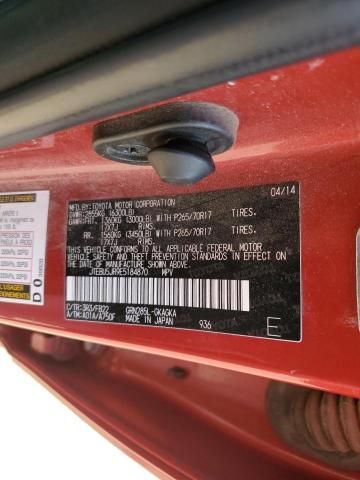 MFD. BY: TOYOTA MOTOR CORPORATION 04/14
GVWR: 2855KG (6300LB)
GAWR: FT. 1360KG (3000LB) WITH P265/70R17 TIRES.
17X7J RIMS.
RR. 1560KG (3450LB) WITH P265/70R17 TIRES.
17X7J RIMS.
THIS VEHICLE CONFORMS TO ALL APPLICABLE FEDERAL MOTOR
VEHICLE SAFETY AND THEFT PREVENTION STANDARDS IN
EFFECT ON THE DATE OF MANUFACTURE SHOWN ABOVE.
JTEBU5JR9E5184870 MPV
C/TR: 3R3/FB22 GRN285L-GKAGKA
A/TM: A01A/A750F MADE IN JAPAN 936 E
L'USAGER